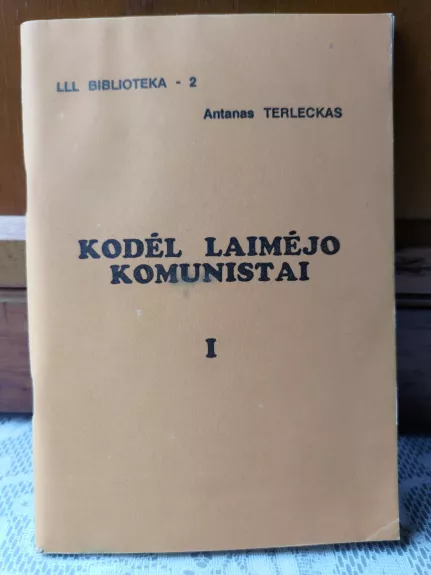 LLL BIBLIOTEKA - 2
Antanas TERLECKAS
KODĖL LAIMĖJO
KOMUNISTAI
I